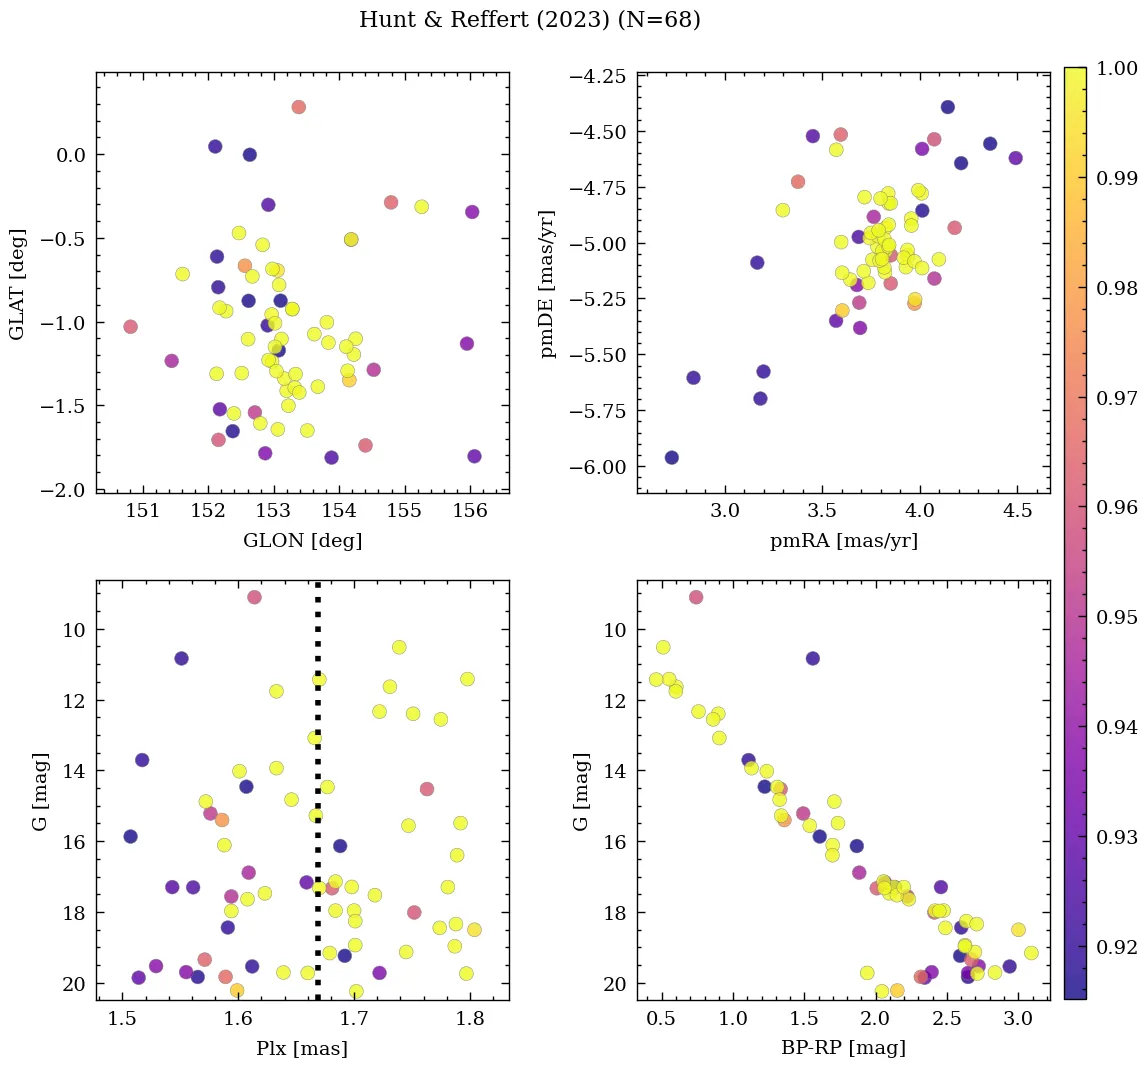 Hunt & Reffert (2023) (N=68)
0.0
−0.5
−1.0
−1.5
−2.0
GLAT [deg]
151 152 153 154 155 156
GLON [deg]
−4.25
−4.50
−4.75
−5.00
−5.25
−5.50
−5.75
−6.00
pmDE [mas/yr]
3.0 3.5 4.0 4.5
pmRA [mas/yr]
1.00
0.99
0.98
0.97
0.96
0.95
0.94
0.93
0.92
10
12
14
16
18
20
G [mag]
1.5 1.6 1.7 1.8
Plx [mas]
10
12
14
16
18
20
G [mag]
0.5 1.0 1.5 2.0 2.5 3.0
BP-RP [mag]